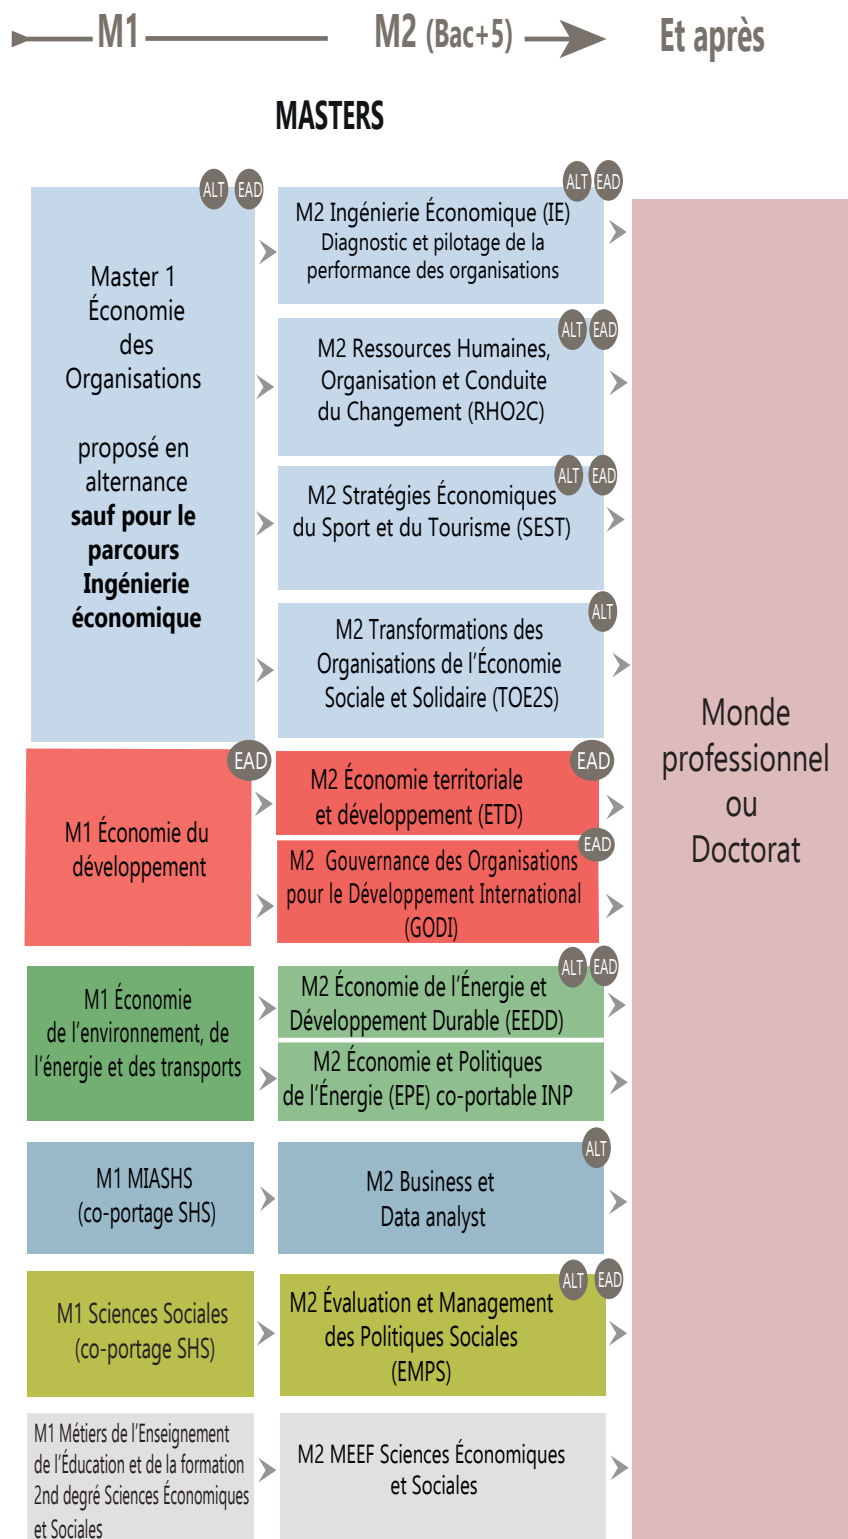 M1
M2 (Bac+5)
Et après
MASTERS
ALT EAD
Master 1
Économie
des
Organisations
proposé en
alternance
sauf pour le
parcours
Ingénierie
économique
ALT EAD
M2 Ingénierie Économique (IE)
Diagnostic et pilotage de la
performance des organisations
ALT EAD
M2 Ressources Humaines,
Organisation et Conduite
du Changement (RHO2C)
ALT EAD
M2 Stratégies Économiques
du Sport et du Tourisme (SEST)
ALT
M2 Transformations des
Organisations de l'Économie
Sociale et Solidaire (TOE2S)
EAD
M1 Économie du
développement
EAD
M2 Économie territoriale
et développement (ETD)
EAD
M2 Gouvernance des Organisations
pour le Développement International
(GODI)
M1 Économie
de l'environnement, de
l'énergie et des transports
ALT EAD
M2 Économie de l'Énergie et
Développement Durable (EEDD)
M2 Économie et Politiques
de l'Énergie (EPE) co-portable INP
M1 MIASHS
(co-portage SHS)
ALT
M2 Business et
Data analyst
M1 Sciences Sociales
(co-portage SHS)
ALT EAD
M2 Évaluation et Management
des Politiques Sociales
(EMPS)
M1 Métiers de l'Enseignement
de l'Éducation et de la formation
2nd degré Sciences Économiques
et Sociales
M2 MEEF Sciences Économiques
et Sociales
Monde
professionnel
ou
Doctorat